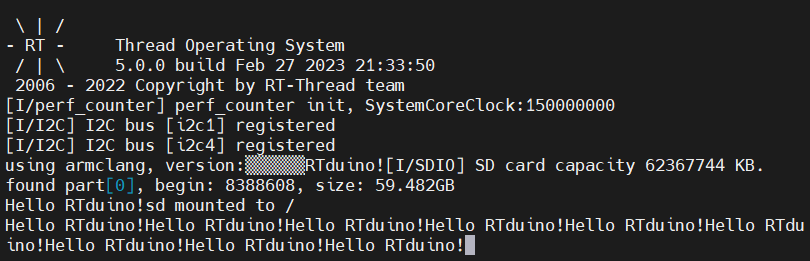 \ | /
- RT -     Thread Operating System
 / | \     5.0.0 build Feb 27 2023 21:33:50
 2006 - 2022 Copyright by RT-Thread team
[I/perf_counter] perf_counter init, SystemCoreClock:150000000
[I/I2C] I2C bus [i2c1] registered
[I/I2C] I2C bus [i2c4] registered
using armclang, version:▒▒▒▒▒▒RTduino![I/SDIO] SD card capacity 62367744 KB.
found part[0], begin: 8388608, size: 59.482GB
Hello RTduino!sd mounted to /
Hello RTduino!Hello RTduino!Hello RTduino!Hello RTduino!Hello RTduino!Hello RTdu
ino!Hello RTduino!Hello RTduino!Hello RTduino!